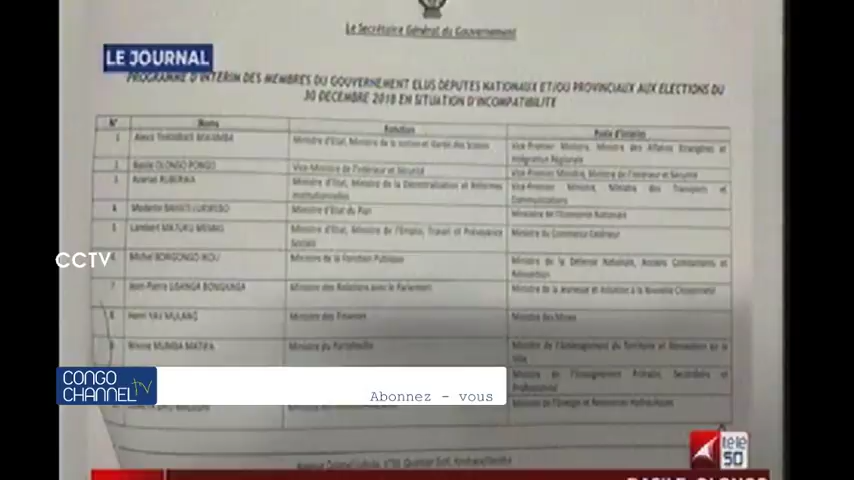 Le Secrétaire Général du Gouvernement
LE JOURNAL
PROGRAMME D'INTERIM DES MEMBRES DU GOUVERNEMENT ELUS DEPUTES NATIONAUX ET/OU PROVINCIAUX AUX ELECTIONS DU
30 DECEMBRE 2018 EN SITUATION D'INCOMPATIBILITE
N° Noms Fonction Poste d'intérim
1 Alexis THAMBWE MWAMBA Ministre d'Etat, Ministre de la Justice et Garde des Sceaux Vice-Premier Ministre, Ministre des Affaires Etrangères et
Intégration Régionale
2. Basile OLONGO PONGO Vice-Ministre de l'Intérieur et Sécurité Vice-Premier Ministre, Ministre de l'Intérieur et Sécurité
3. Azarias RUBERWA Ministre d'Etat, Ministre de la Décentralisation et Réformes Vice-Premier Ministre, Ministre des Transports et
Institutionnelles Communications
4. Modeste BAHATI LUKWEBO Ministre d'Etat du Plan Ministère de l'Economie Nationale
5 Lambert MATUKU MEMAS Ministre d'Etat, Ministre de l'Emploi, Travail et Prévoyance Ministre du Commerce Extérieur
Sociale
CCTV
6 Michel BONGONGO IKOLI Ministre de la Fonction Publique Ministre de la Défense Nationale, Anciens Combattants et
Réinsertion
7 Jean-Pierre LISANGA BONGANGA Ministre des Relations avec le Parlement Ministre de la Jeunesse et Initiation à la Nouvelle Citoyenneté
8 Henri YAV MULANG Ministre des Finances Ministre des Mines
9 Wivine MUMBA MATIPA Ministre du Portefeuille Ministre de l'Aménagement du Territoire et Rénovation de la
Ville
Ministre de l'Enseignement Primaire, Secondaire et
Professionnel
Ministre de l'Energie et Ressources Hydrauliques
CONGO
CHANNEL TV
Abonnez - vous
télé
50
BASILE OLONGO